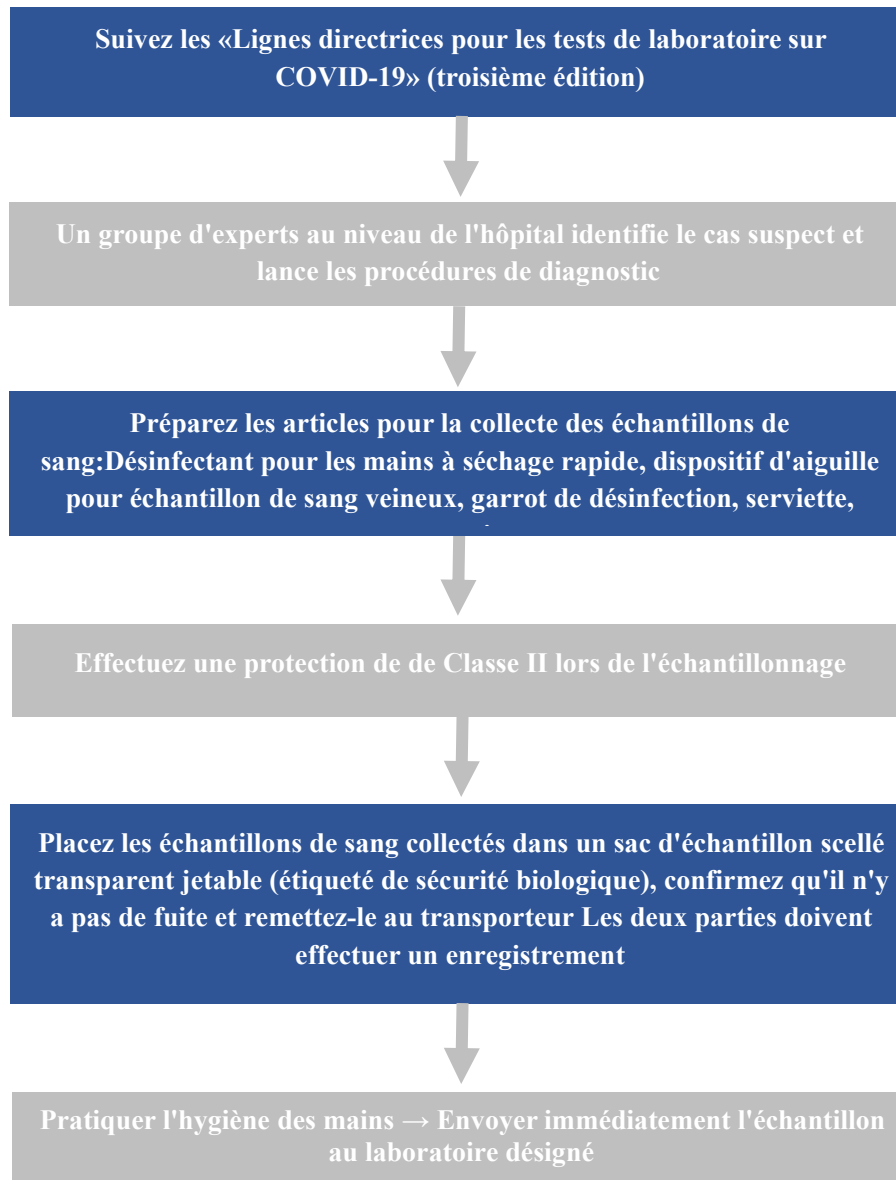 Suivez les «Lignes directrices pour les tests de laboratoire sur
COVID-19» (troisième édition)
Un groupe d'experts au niveau de l'hôpital identifie le cas suspect et
lance les procédures de diagnostic
Préparez les articles pour la collecte des échantillons de
sang:Désinfectant pour les mains à séchage rapide, dispositif d'aiguille
pour échantillon de sang veineux, garrot de désinfection, serviette,
Effectuez une protection de de Classe II lors de l'échantillonnage
Placez les échantillons de sang collectés dans un sac d'échantillon scellé
transparent jetable (étiqueté de sécurité biologique), confirmez qu'il n'y
a pas de fuite et remettez-le au transporteur Les deux parties doivent
effectuer un enregistrement
Pratiquer l'hygiène des mains → Envoyer immédiatement l'échantillon
au laboratoire désigné